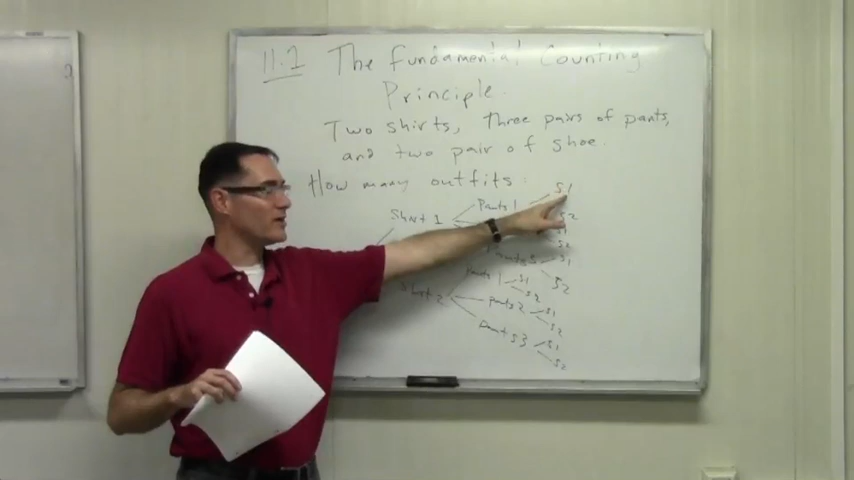 11.1 The Fundamental Counting
Principle.
Two shirts, three pairs of pants,
and two pair of shoe.
How many outfits.
S1
Pants 1
Shirt 1
S2
S1
S2
S1
S2
Shirt 2
pants 1
S1
S2
pants 2
S1
S2
pants 3
S1
S2